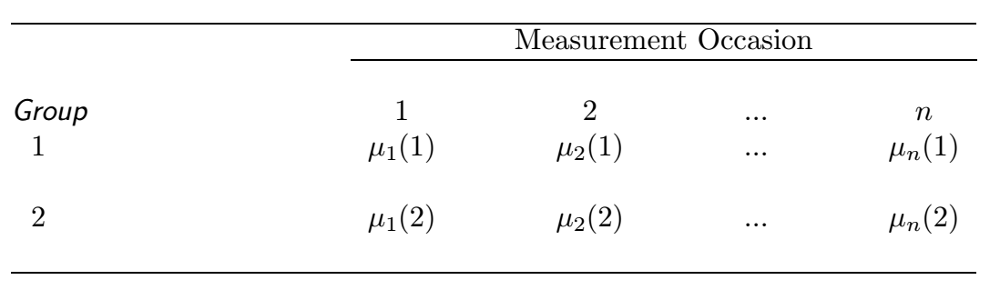 Measurement Occasion
Group 1 2 ... n
1 μ₁(1) μ₂(1) ... μₙ(1)
2 μ₁(2) μ₂(2) ... μₙ(2)